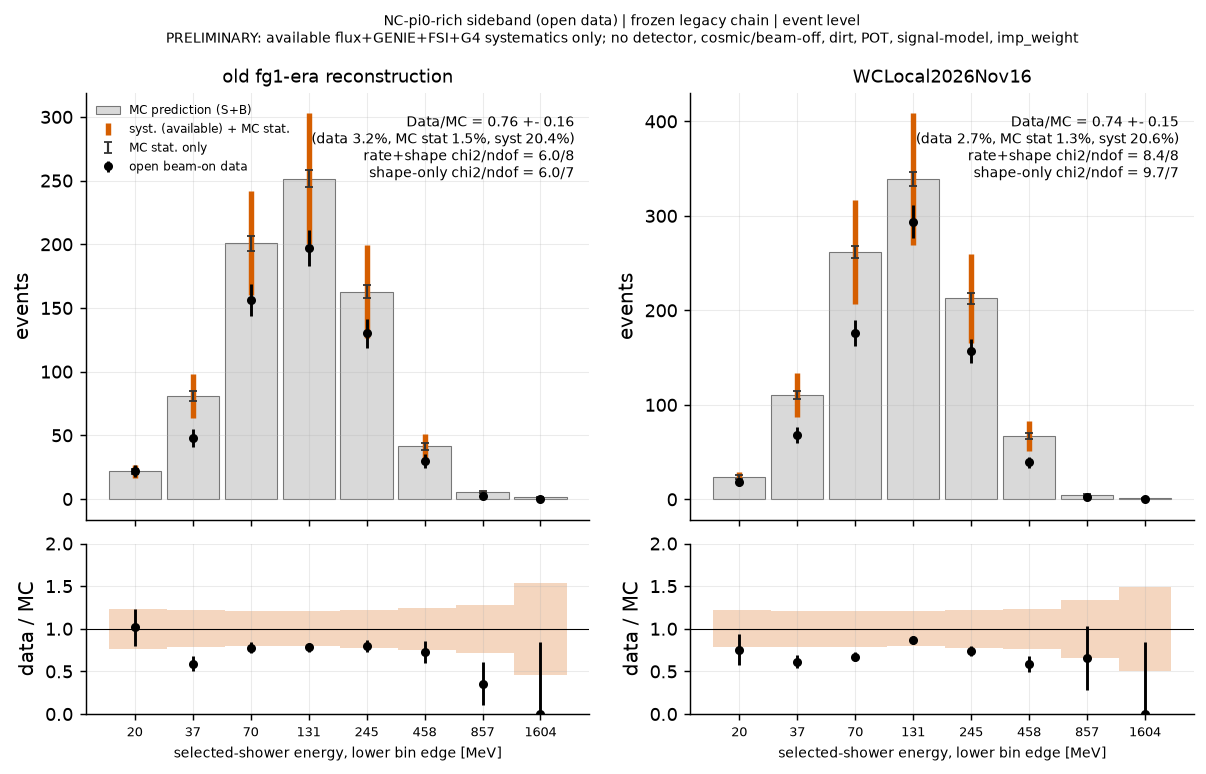 NC-pi0-rich sideband (open data) | frozen legacy chain | event level
PRELIMINARY: available flux+GENIE+FSI+G4 systematics only; no detector, cosmic/beam-off, dirt, POT, signal-model, imp_weight
old fg1-era reconstruction
MC prediction (S+B)
syst. (available) + MC stat.
MC stat. only
open beam-on data
Data/MC = 0.76 +- 0.16
(data 3.2%, MC stat 1.5%, syst 20.4%)
rate+shape chi2/ndof = 6.0/8
shape-only chi2/ndof = 6.0/7
events
300
250
200
150
100
50
0
data / MC
2.0
1.5
1.0
0.5
0.0
20 37 70 131 245 458 857 1604
selected-shower energy, lower bin edge [MeV]
WCLocal2026Nov16
Data/MC = 0.74 +- 0.15
(data 2.7%, MC stat 1.3%, syst 20.6%)
rate+shape chi2/ndof = 8.4/8
shape-only chi2/ndof = 9.7/7
events
400
300
200
100
0
data / MC
2.0
1.5
1.0
0.5
0.0
20 37 70 131 245 458 857 1604
selected-shower energy, lower bin edge [MeV]